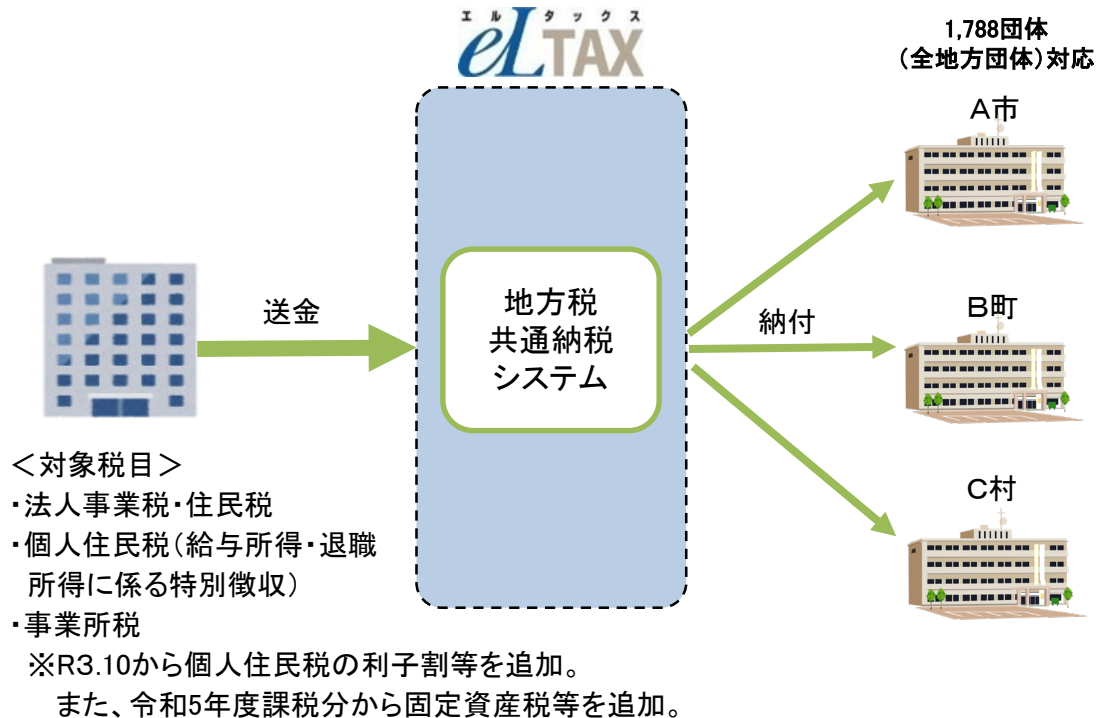 エルタックス
eLTAX
1,788団体
（全地方団体）対応
A市
送金
地方税
共通納税
システム
納付
B町
C村
＜対象税目＞
・法人事業税・住民税
・個人住民税（給与所得・退職
所得に係る特別徴収）
・事業所税
※R3.10から個人住民税の利子割等を追加。
また、令和5年度課税分から固定資産税等を追加。